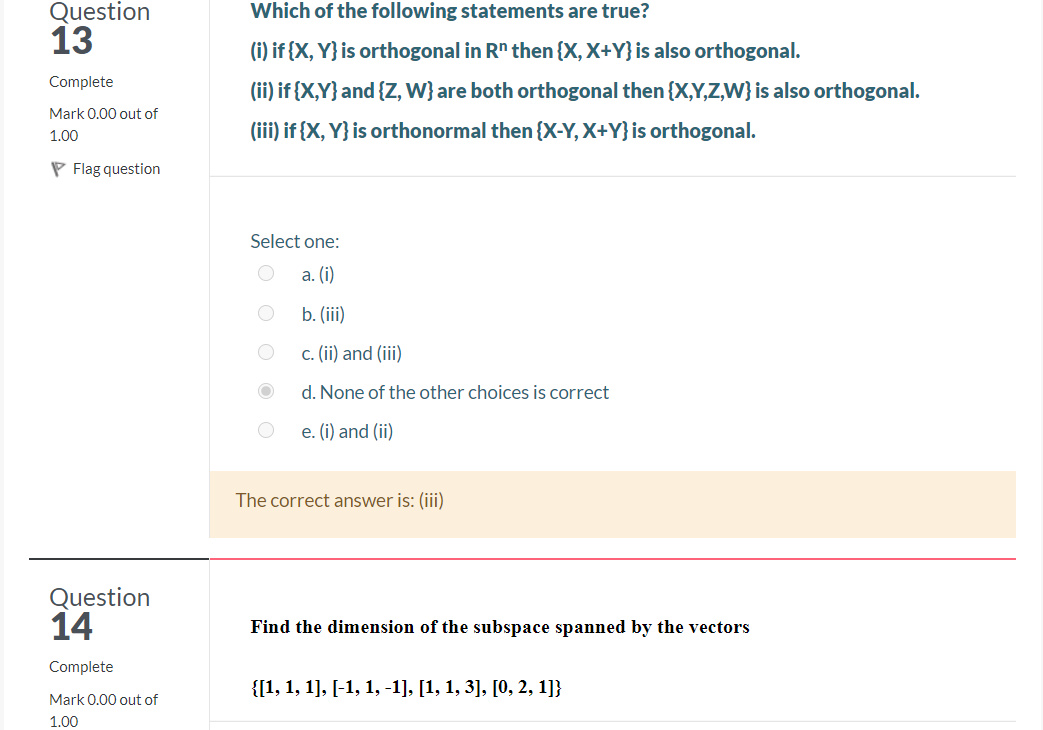 Question
13
Complete
Mark 0.00 out of
1.00
Flag question
Which of the following statements are true?
(i) if {X, Y} is orthogonal in Rⁿ then {X, X+Y} is also orthogonal.
(ii) if {X,Y} and {Z, W} are both orthogonal then {X,Y,Z,W} is also orthogonal.
(iii) if {X, Y} is orthonormal then {X-Y, X+Y} is orthogonal.
Select one:
a. (i)
b. (iii)
c. (ii) and (iii)
d. None of the other choices is correct
e. (i) and (ii)
The correct answer is: (iii)
Question
14
Complete
Mark 0.00 out of
1.00
Find the dimension of the subspace spanned by the vectors
{[1, 1, 1], [-1, 1, -1], [1, 1, 3], [0, 2, 1]}